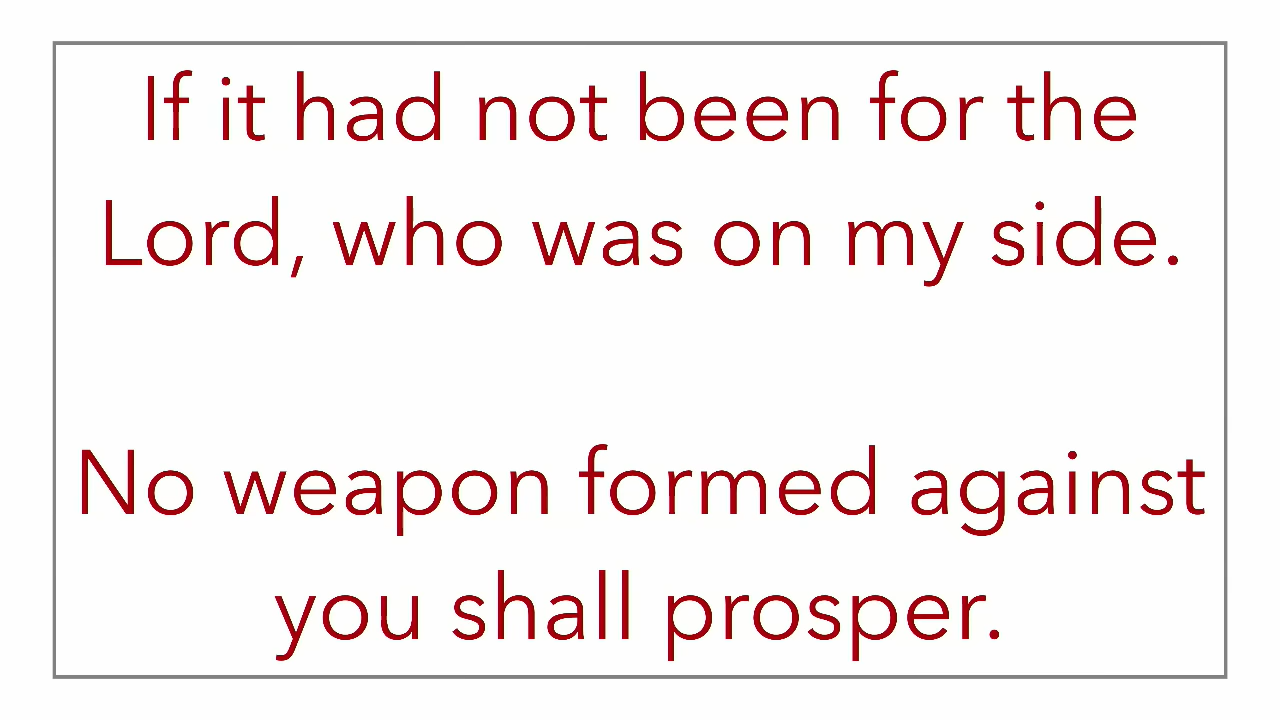 If it had not been for the
Lord, who was on my side.
No weapon formed against
you shall prosper.